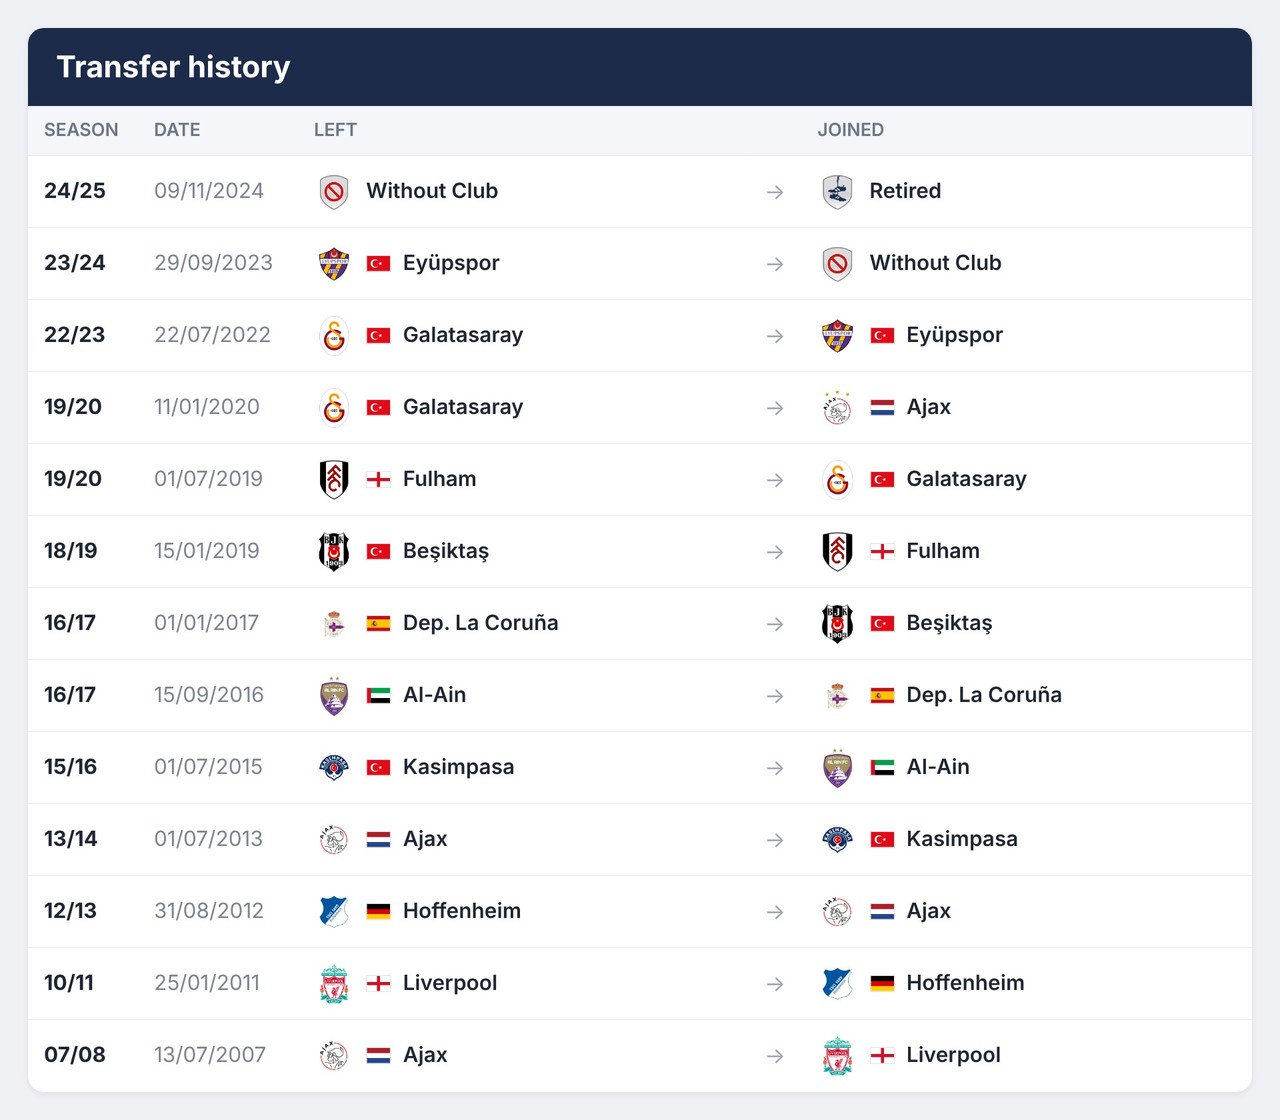 Transfer history
SEASON DATE LEFT JOINED
24/25 09/11/2024 Without Club → Retired
23/24 29/09/2023 Eyüpspor → Without Club
22/23 22/07/2022 Galatasaray → Eyüpspor
19/20 11/01/2020 Galatasaray → Ajax
19/20 01/07/2019 Fulham → Galatasaray
18/19 15/01/2019 Beşiktaş → Fulham
16/17 01/01/2017 Dep. La Coruña → Beşiktaş
16/17 15/09/2016 Al-Ain → Dep. La Coruña
15/16 01/07/2015 Kasimpasa → Al-Ain
13/14 01/07/2013 Ajax → Kasimpasa
12/13 31/08/2012 Hoffenheim → Ajax
10/11 25/01/2011 Liverpool → Hoffenheim
07/08 13/07/2007 Ajax → Liverpool